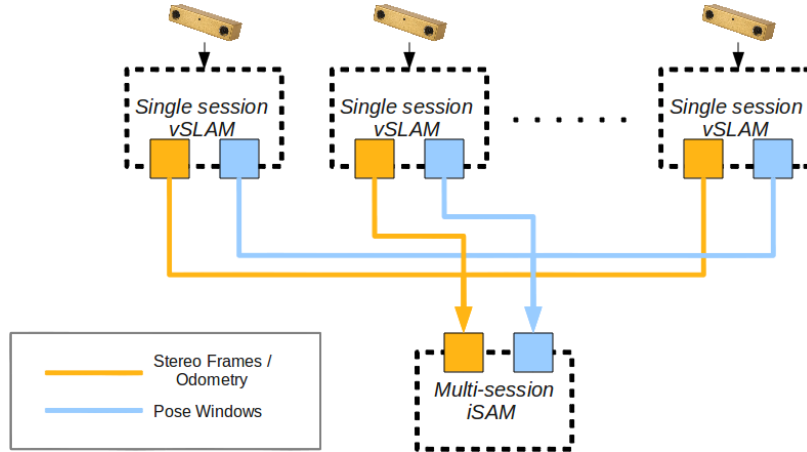 Single session
vSLAM
Single session
vSLAM
. . . . . . .
Single session
vSLAM
Stereo Frames /
Odometry
Pose Windows
Multi-session
iSAM